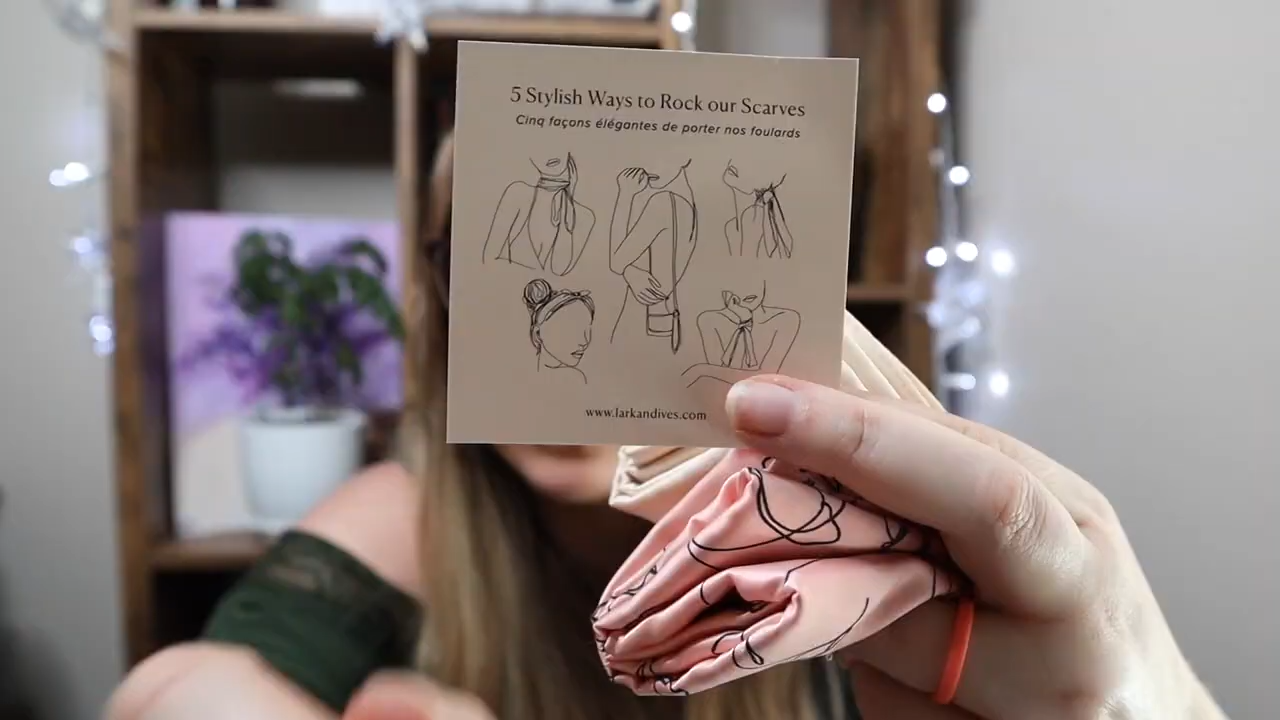 5 Stylish Ways to Rock our Scarves
Cinq façons élégantes de porter nos foulards
www.larkandives.com